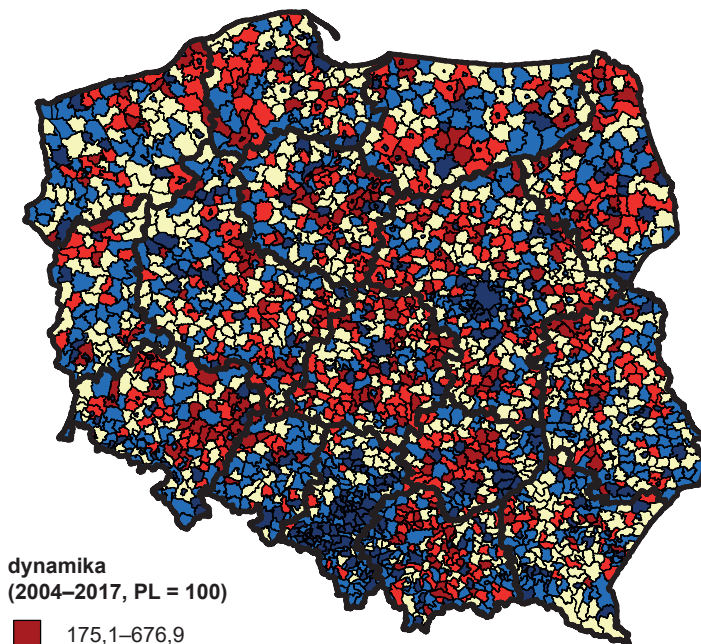 dynamika
(2004–2017, PL = 100)
175,1–676,9